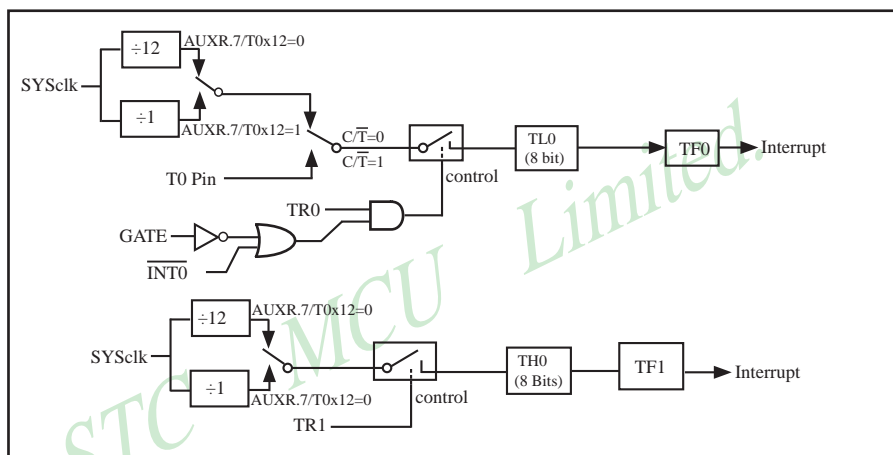 ÷12
AUXR.7/T0x12=0
SYSclk
÷1
AUXR.7/T0x12=1
C/T̅=0
C/T̅=1
T0 Pin
control
TL0
(8 bit)
TF0
Interrupt
TR0
GATE
I̅N̅T̅0̅
÷12
AUXR.7/T0x12=0
SYSclk
÷1
AUXR.7/T0x12=0
control
TR1
TH0
(8 Bits)
TF1
Interrupt
STC MCU Limited.